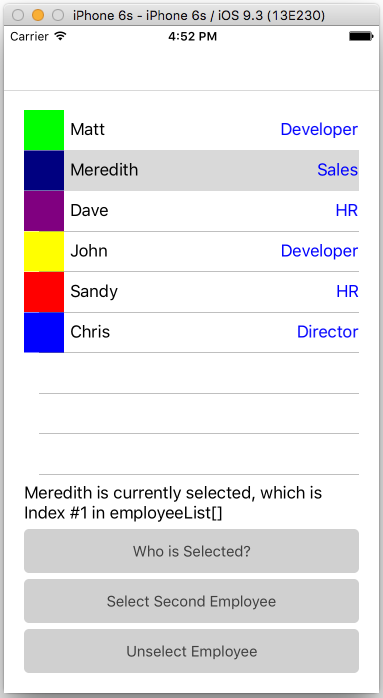 iPhone 6s - iPhone 6s / iOS 9.3 (13E230)
Carrier 4:52 PM
Matt Developer
Meredith Sales
Dave HR
John Developer
Sandy HR
Chris Director
Meredith is currently selected, which is
Index #1 in employeeList[]
Who is Selected?
Select Second Employee
Unselect Employee